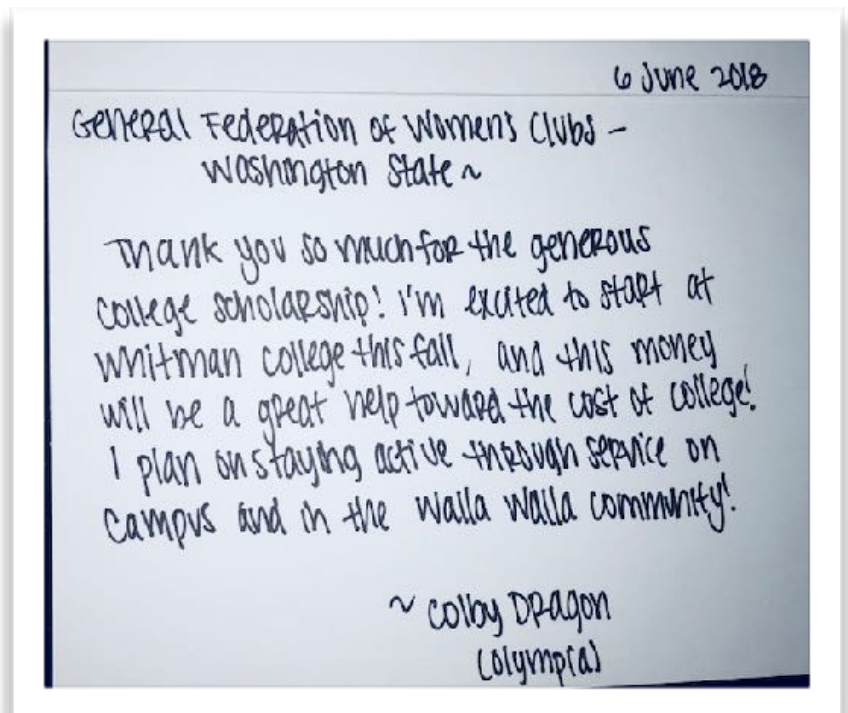 6 June 2018
General Federation of Women's Clubs –
Washington State ~
Thank you so much for the generous
college scholarship! I'm excited to start at
Whitman College this fall, and this money
will be a great help toward the cost of college!
I plan on staying active through service on
campus and in the Walla Walla community!
~ Colby Dragon
(Olympia)